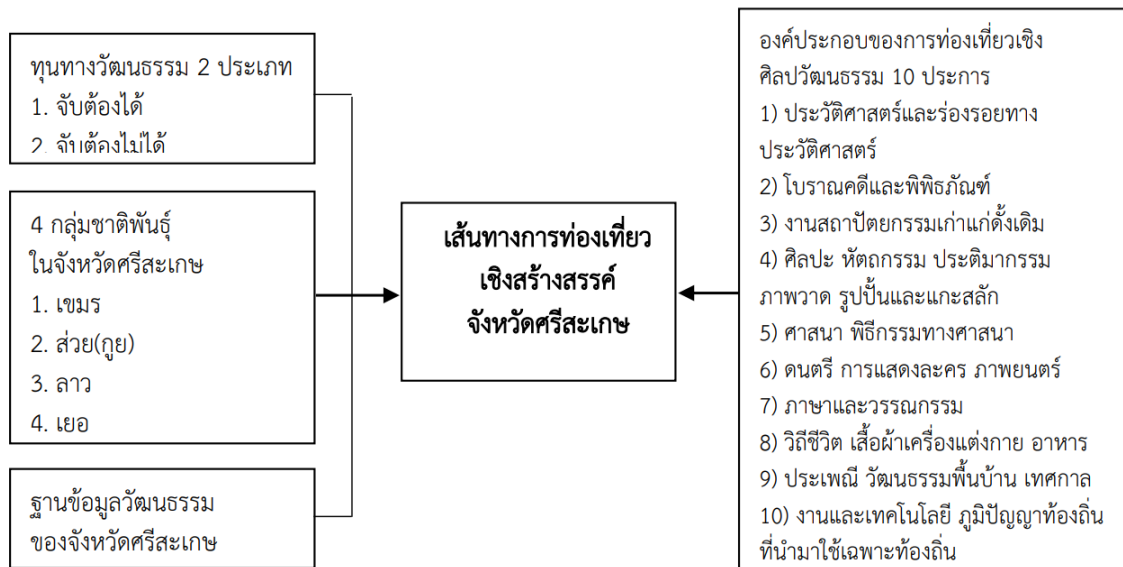 ทุนทางวัฒนธรรม 2 ประเภท
1. จับต้องได้
2. จับต้องไม่ได้
4 กลุ่มชาติพันธุ์
ในจังหวัดศรีสะเกษ
1. เขมร
2. ส่วย(กูย)
3. ลาว
4. เยอ
ฐานข้อมูลวัฒนธรรม
ของจังหวัดศรีสะเกษ
เส้นทางการท่องเที่ยว
เชิงสร้างสรรค์
จังหวัดศรีสะเกษ
องค์ประกอบของการท่องเที่ยวเชิง
ศิลปวัฒนธรรม 10 ประการ
1) ประวัติศาสตร์และร่องรอยทาง
ประวัติศาสตร์
2) โบราณคดีและพิพิธภัณฑ์
3) งานสถาปัตยกรรมเก่าแก่ดั้งเดิม
4) ศิลปะ หัตถกรรม ประติมากรรม
ภาพวาด รูปปั้นและแกะสลัก
5) ศาสนา พิธีกรรมทางศาสนา
6) ดนตรี การแสดงละคร ภาพยนตร์
7) ภาษาและวรรณกรรม
8) วิถีชีวิต เสื้อผ้าเครื่องแต่งกาย อาหาร
9) ประเพณี วัฒนธรรมพื้นบ้าน เทศกาล
10) งานและเทคโนโลยี ภูมิปัญญาท้องถิ่น
ที่นำมาใช้เฉพาะท้องถิ่น